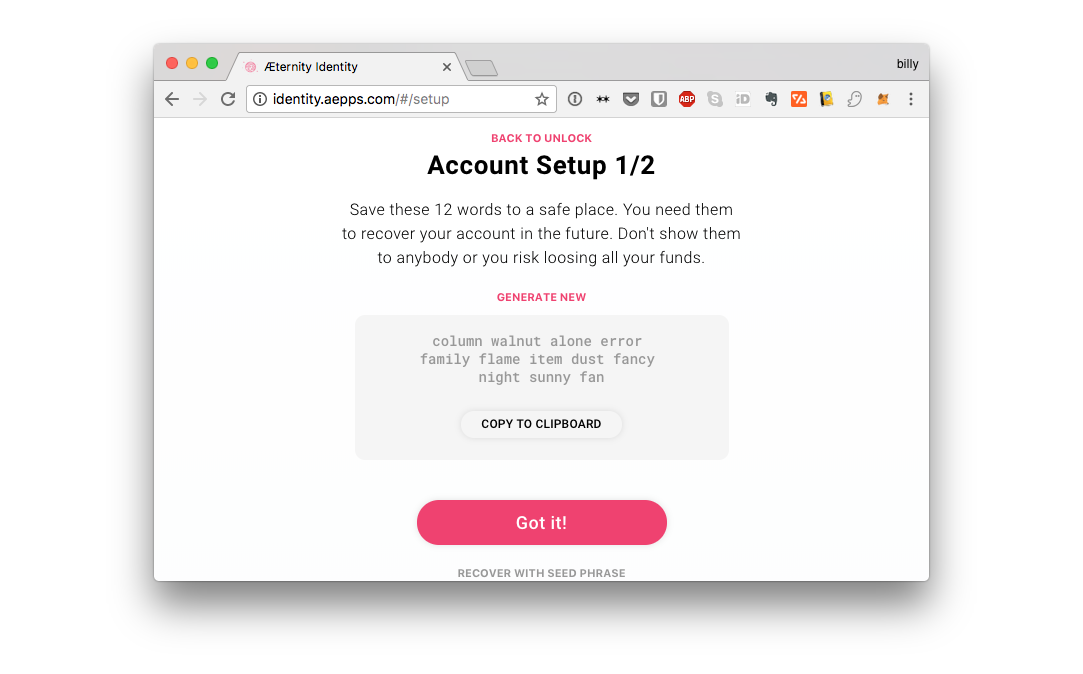 Æternity Identity
billy
identity.aepps.com/#/setup
ABP
S
iD
BACK TO UNLOCK
Account Setup 1/2
Save these 12 words to a safe place. You need them
to recover your account in the future. Don't show them
to anybody or you risk loosing all your funds.
GENERATE NEW
column walnut alone error
family flame item dust fancy
night sunny fan
COPY TO CLIPBOARD
Got it!
RECOVER WITH SEED PHRASE